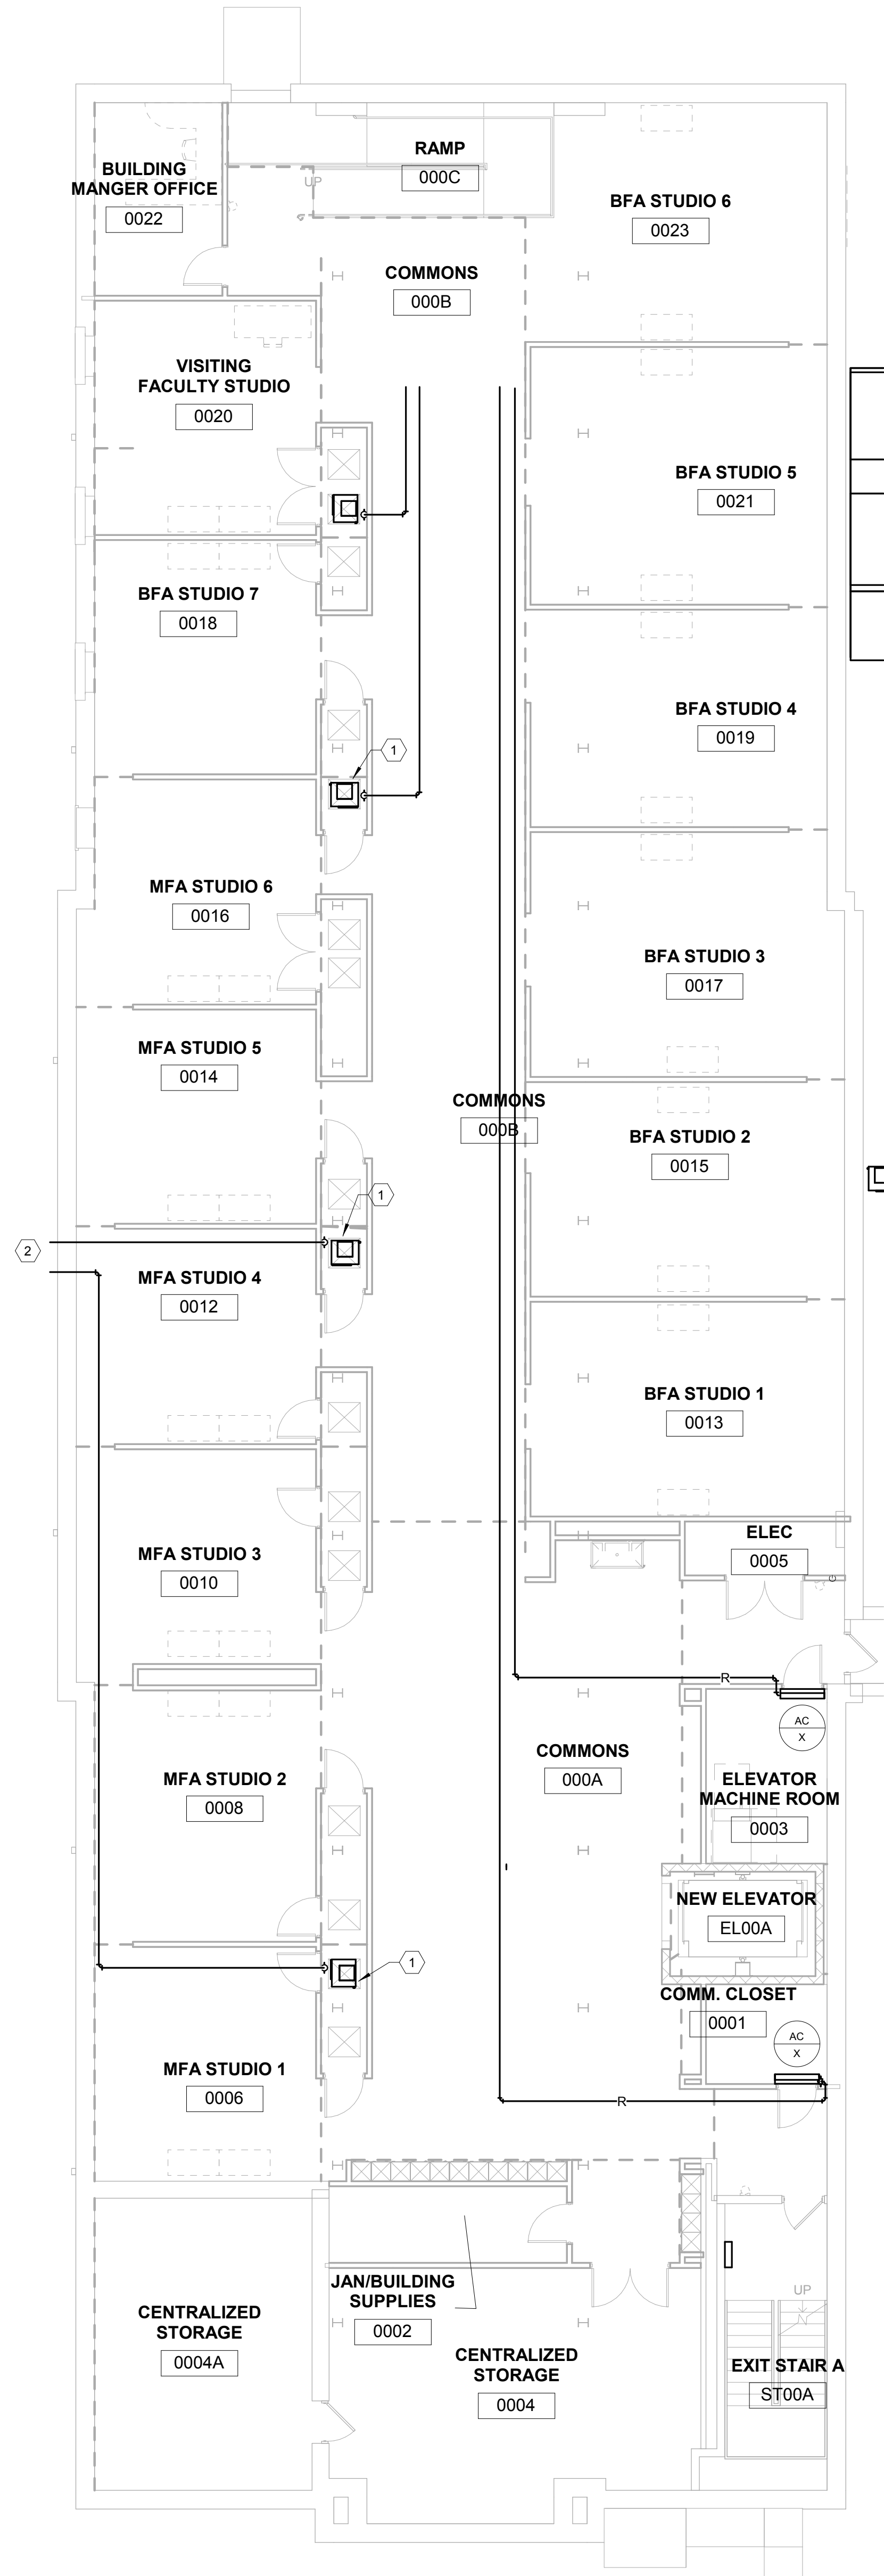 RAMP
000C
BUILDING
MANGER OFFICE
0022
UP
BFA STUDIO 6
0023
COMMONS
000B
VISITING
FACULTY STUDIO
0020
BFA STUDIO 5
0021
BFA STUDIO 7
0018
BFA STUDIO 4
0019
1
MFA STUDIO 6
0016
BFA STUDIO 3
0017
MFA STUDIO 5
0014
COMMONS
000B
BFA STUDIO 2
0015
1
2
MFA STUDIO 4
0012
BFA STUDIO 1
0013
MFA STUDIO 3
0010
ELEC
0005
R
AC
X
COMMONS
000A
MFA STUDIO 2
0008
ELEVATOR
MACHINE ROOM
0003
NEW ELEVATOR
EL00A
1
COMM. CLOSET
0001
AC
X
MFA STUDIO 1
0006
R
JAN/BUILDING
SUPPLIES
0002
UP
CENTRALIZED
STORAGE
0004A
CENTRALIZED
STORAGE
0004
EXIT STAIR A
ST00A